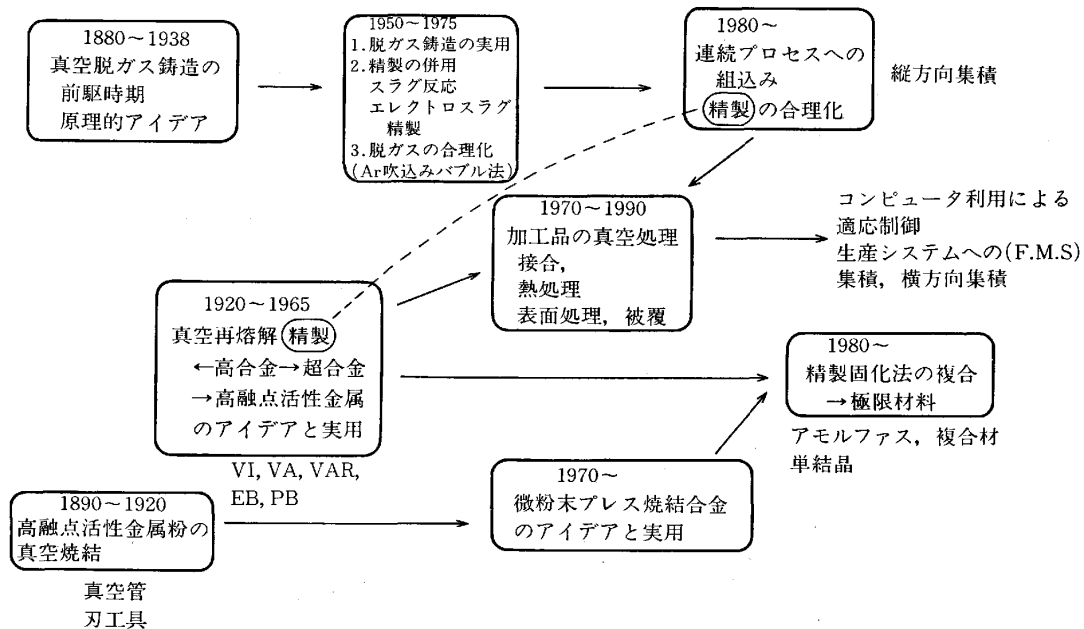 1880~1938
真空脱ガス鋳造の
前駆時期
原理的アイデア
1950~1975
1.脱ガス鋳造の実用
2.精製の併用
スラグ反応
エレクトロスラグ
精製
3.脱ガスの合理化
(Ar吹込みバブル法)
1980~
連続プロセスへの
組込み
精製の合理化
縦方向集積
1970~1990
加工品の真空処理
接合,
熱処理
表面処理, 被覆
コンピュータ利用による
適応制御
生産システムへの(F.M.S)
集積, 横方向集積
1920~1965
真空再熔解 精製
←高合金→超合金
→高融点活性金属
のアイデアと実用
VI, VA, VAR,
EB, PB
1980~
精製固化法の複合
→極限材料
アモルファス, 複合材
単結晶
1970~
微粉末プレス焼結合金
のアイデアと実用
1890~1920
高融点活性金属粉の
真空焼結
真空管
刃工具